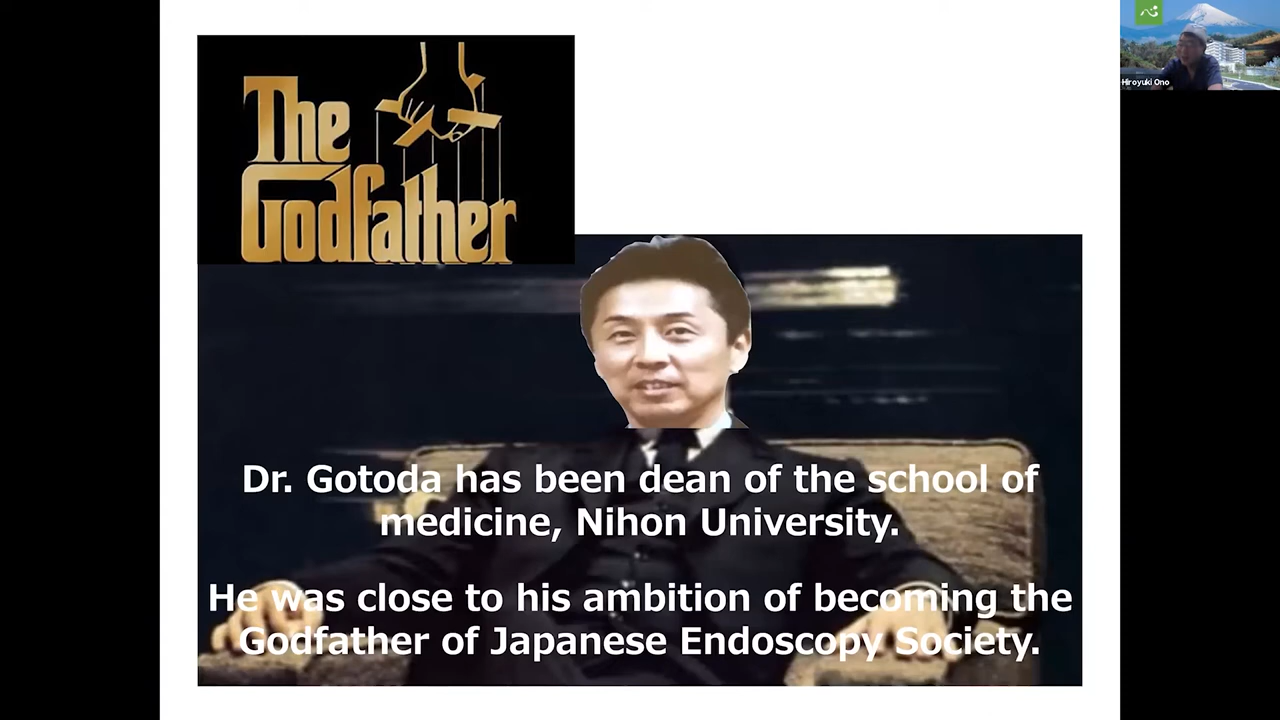 The
Godfather
Dr. Gotoda has been dean of the school of
medicine, Nihon University.
He was close to his ambition of becoming the
Godfather of Japanese Endoscopy Society.
Hiroyuki Ono